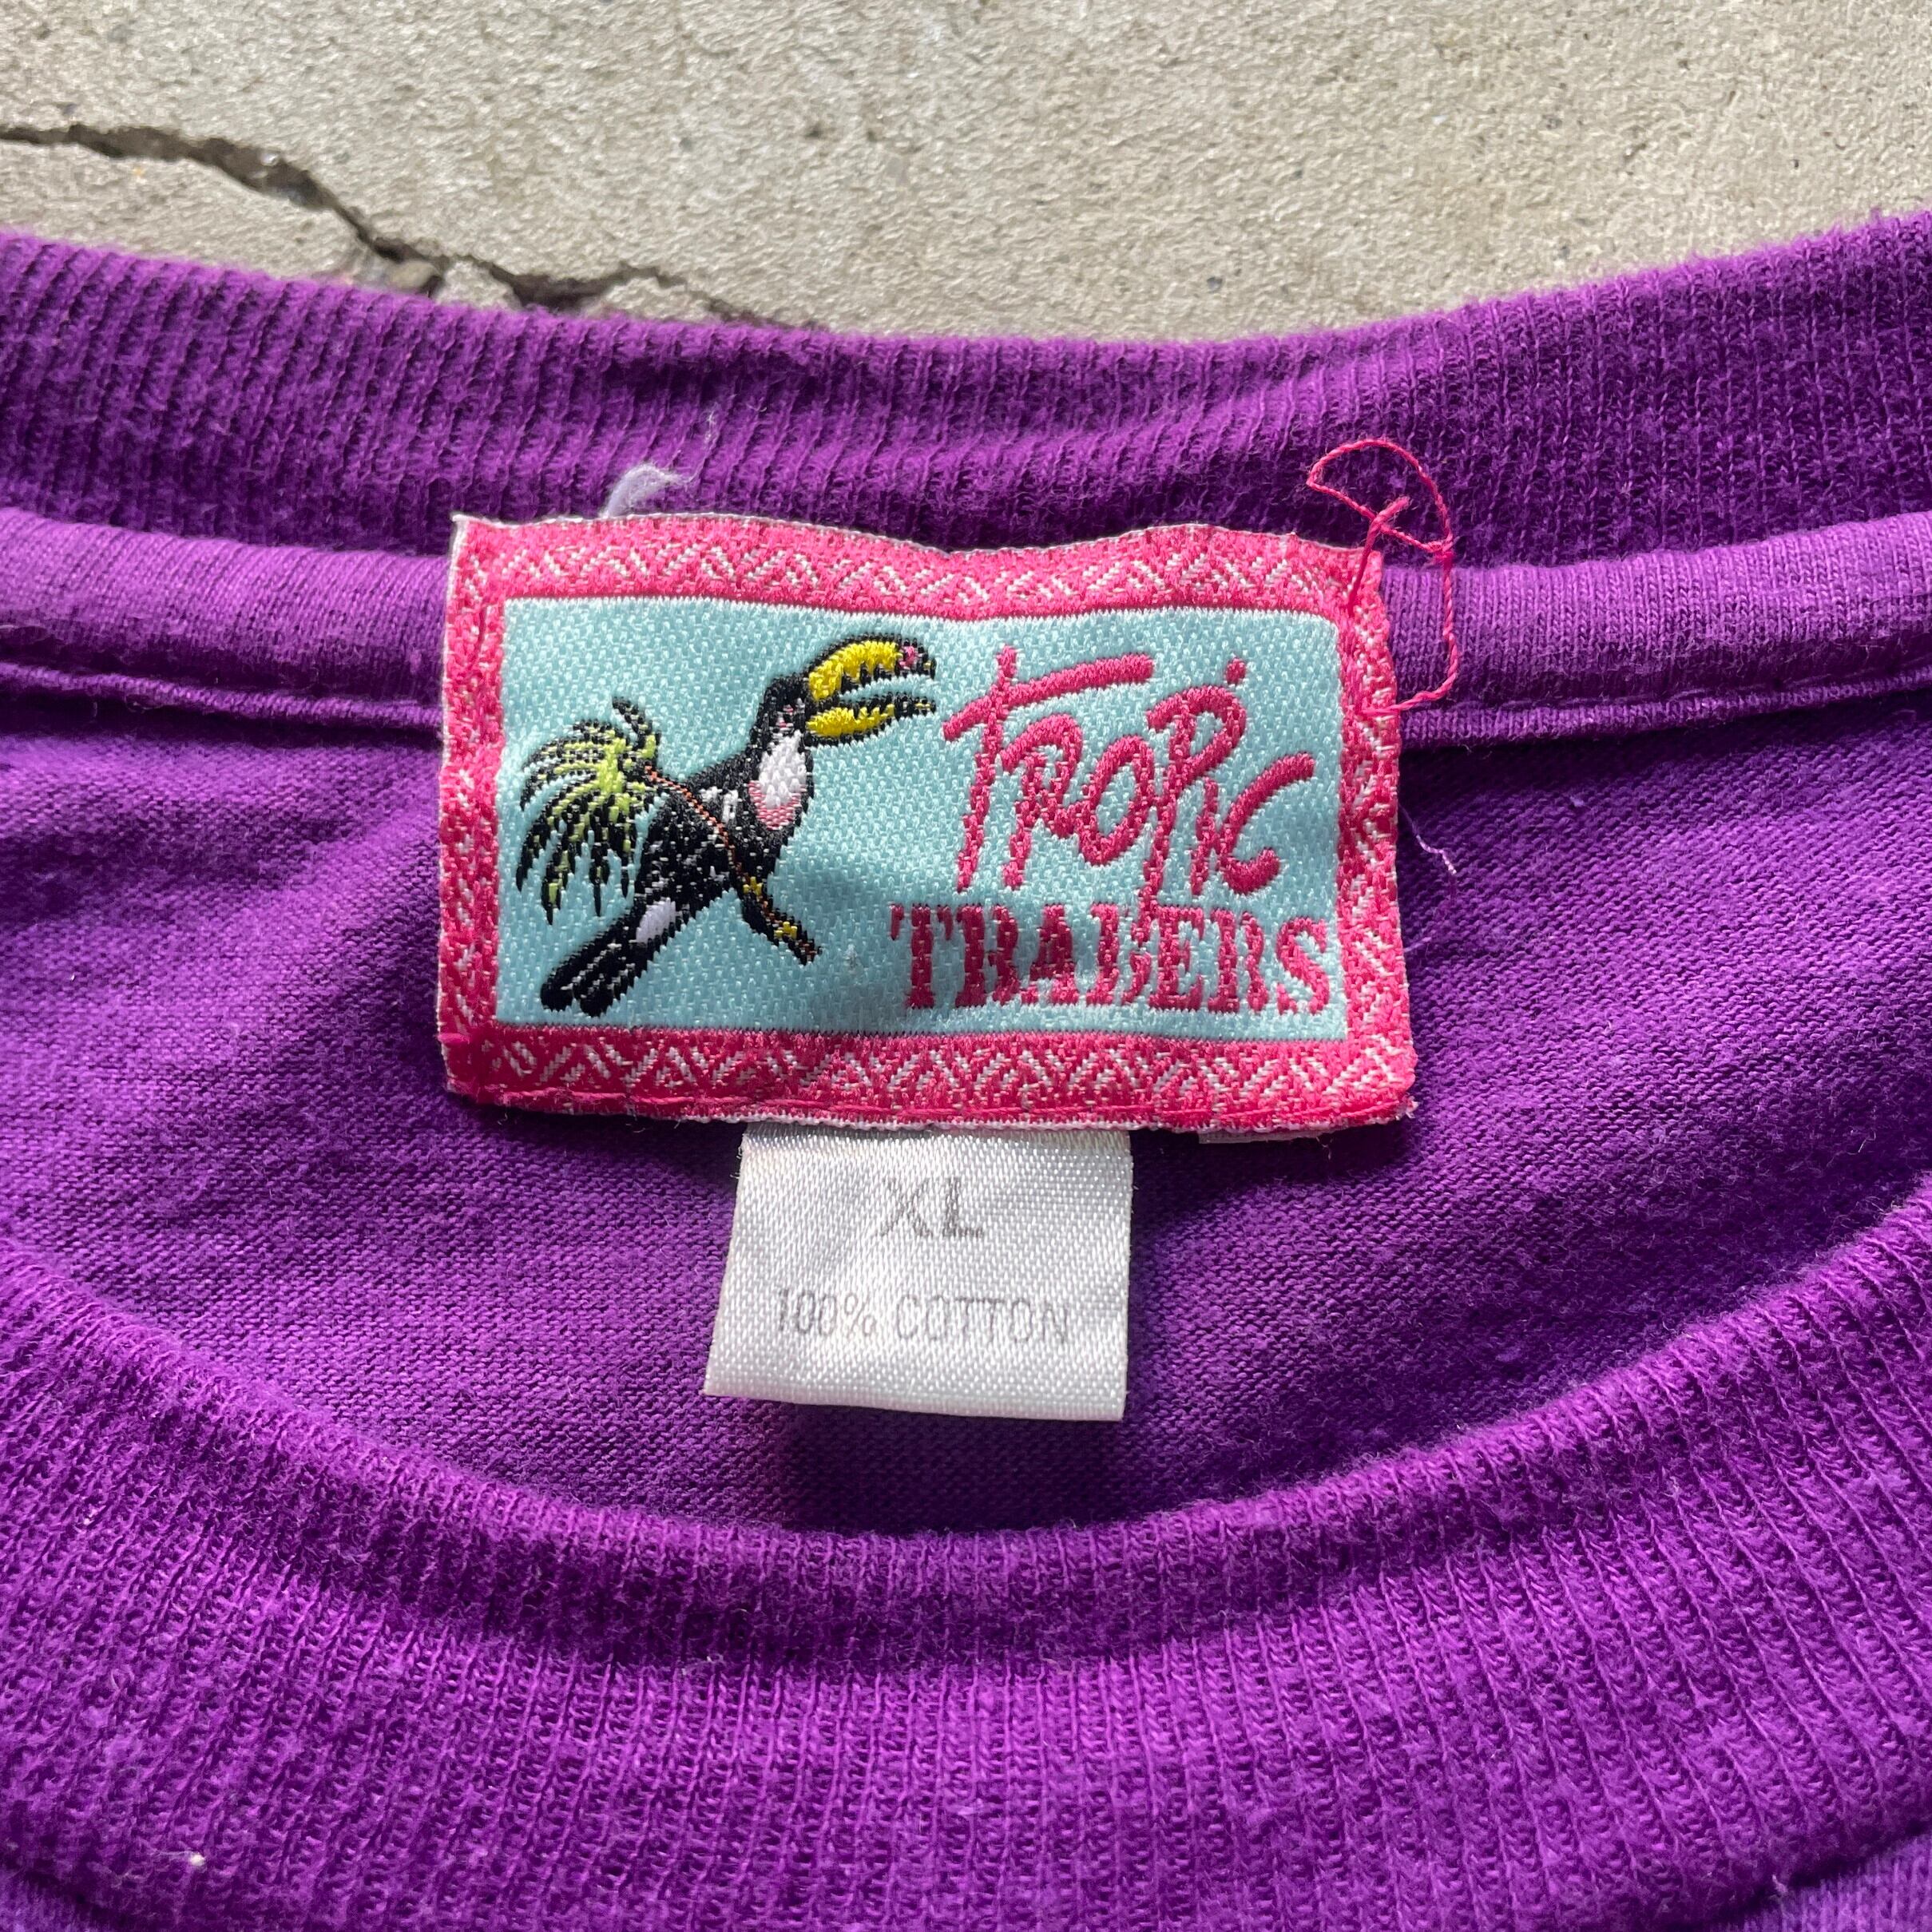 TROPIC
TRADERS
XL
100% COTTON